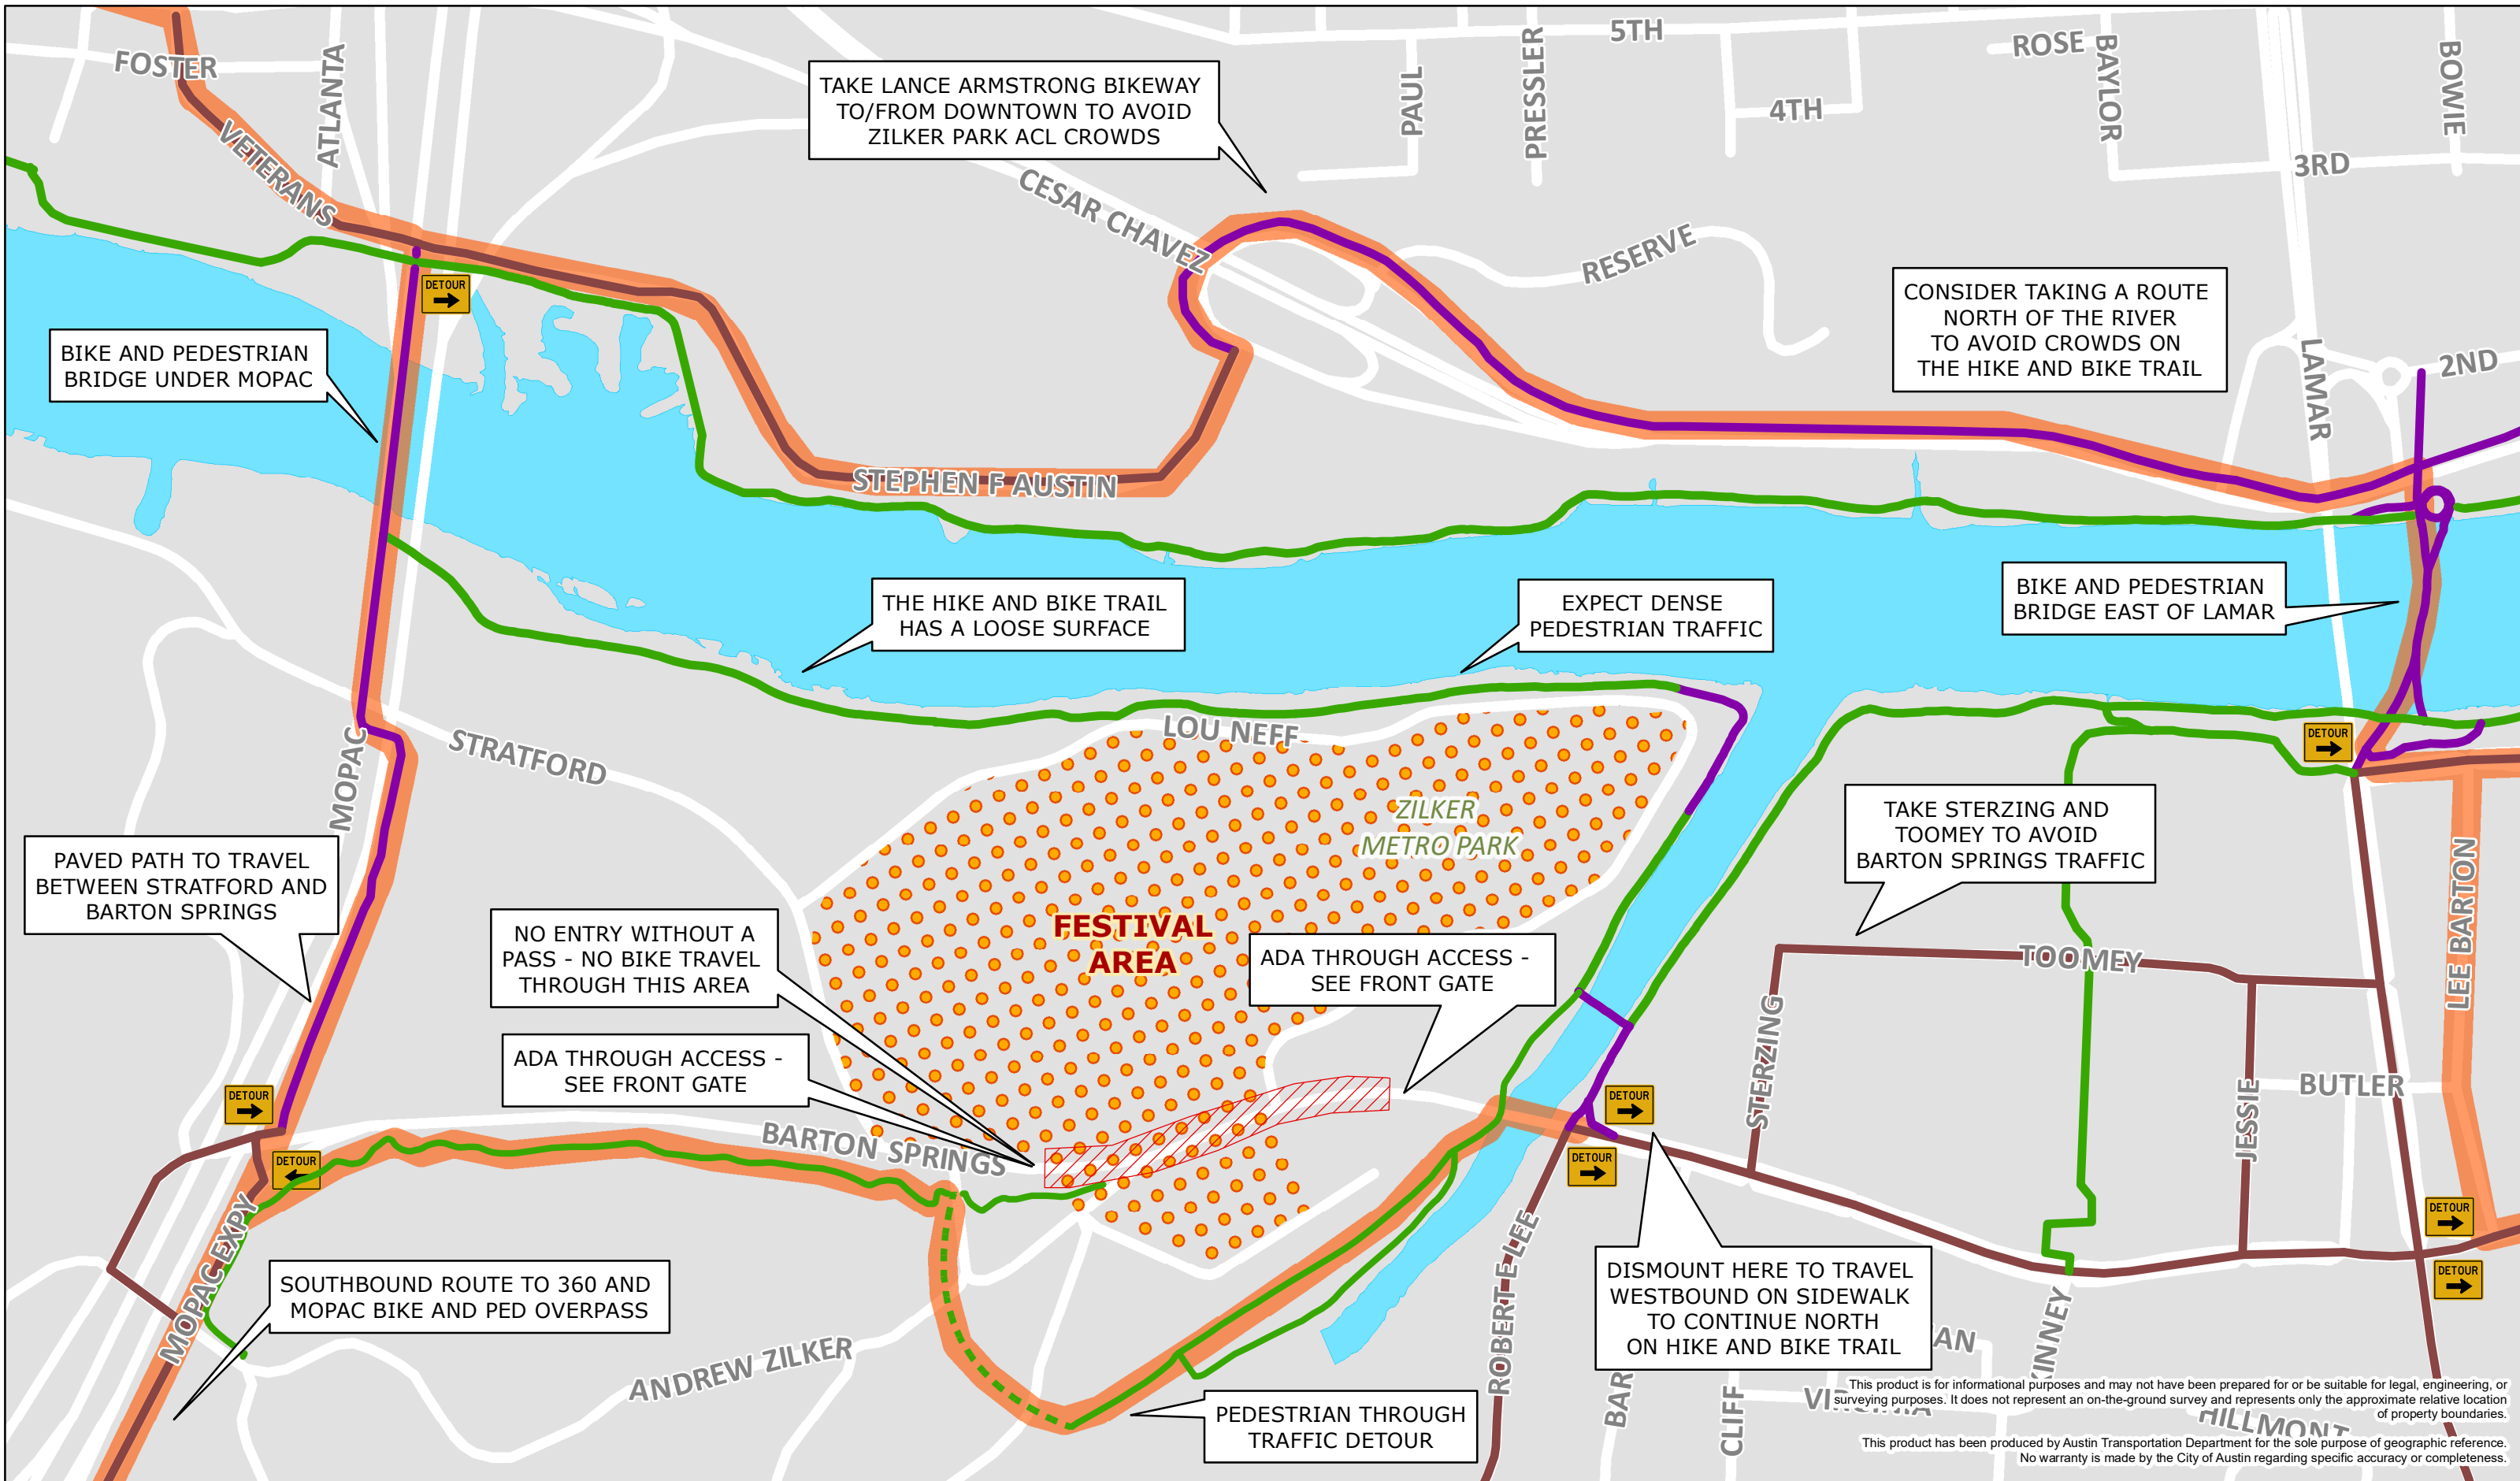 5TH
ROSE
BAYLOR
BOWIE
FOSTER
ATLANTA
PAUL
PRESSLER
4TH
3RD
TAKE LANCE ARMSTRONG BIKEWAY
TO/FROM DOWNTOWN TO AVOID
ZILKER PARK ACL CROWDS
VETERANS
CESAR CHAVEZ
RESERVE
DETOUR
CONSIDER TAKING A ROUTE
NORTH OF THE RIVER
TO AVOID CROWDS ON
THE HIKE AND BIKE TRAIL
BIKE AND PEDESTRIAN
BRIDGE UNDER MOPAC
LAMAR
2ND
STEPHEN F AUSTIN
THE HIKE AND BIKE TRAIL
HAS A LOOSE SURFACE
EXPECT DENSE
PEDESTRIAN TRAFFIC
BIKE AND PEDESTRIAN
BRIDGE EAST OF LAMAR
LOU NEFF
STRATFORD
MOPAC
DETOUR
ZILKER
METRO PARK
TAKE STERZING AND
TOOMEY TO AVOID
BARTON SPRINGS TRAFFIC
PAVED PATH TO TRAVEL
BETWEEN STRATFORD AND
BARTON SPRINGS
LEE BARTON
FESTIVAL
AREA
NO ENTRY WITHOUT A
PASS - NO BIKE TRAVEL
THROUGH THIS AREA
ADA THROUGH ACCESS -
SEE FRONT GATE
TOOMEY
STERZING
ADA THROUGH ACCESS -
SEE FRONT GATE
BUTLER
JESSIE
DETOUR
DETOUR
BARTON SPRINGS
DETOUR
DETOUR
DETOUR
DETOUR
MOPAC EXPY
SOUTHBOUND ROUTE TO 360 AND
MOPAC BIKE AND PED OVERPASS
ROBERT E LEE
DISMOUNT HERE TO TRAVEL
WESTBOUND ON SIDEWALK
TO CONTINUE NORTH
ON HIKE AND BIKE TRAIL
AN
KINNEY
ANDREW ZILKER
BAR
CLIFF
VIRGINIA
HILLMONT
PEDESTRIAN THROUGH
TRAFFIC DETOUR
This product is for informational purposes and may not have been prepared for or be suitable for legal, engineering, or
surveying purposes. It does not represent an on-the-ground survey and represents only the approximate relative location
of property boundaries.
This product has been produced by Austin Transportation Department for the sole purpose of geographic reference.
No warranty is made by the City of Austin regarding specific accuracy or completeness.